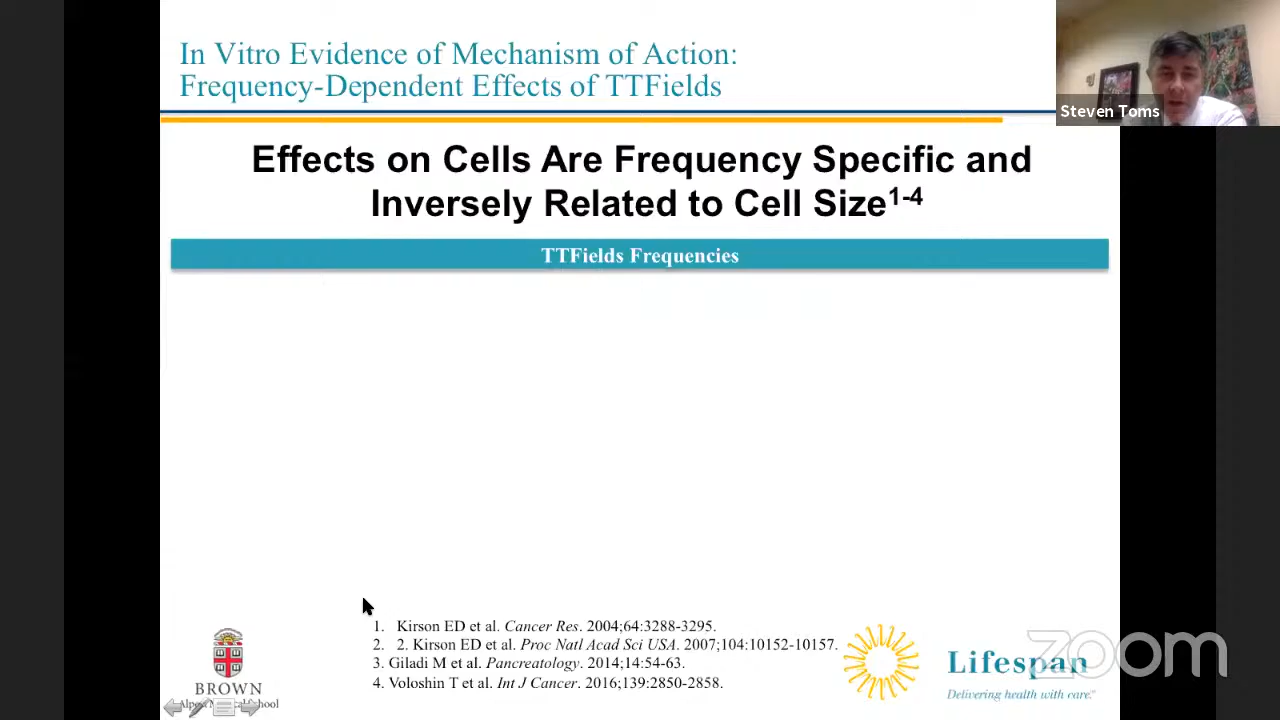 In Vitro Evidence of Mechanism of Action:
Frequency-Dependent Effects of TTFields
Steven Toms
Effects on Cells Are Frequency Specific and
Inversely Related to Cell Size1-4
TTFields Frequencies
1. Kirson ED et al. Cancer Res. 2004;64:3288-3295.
2. 2. Kirson ED et al. Proc Natl Acad Sci USA. 2007;104:10152-10157.
3. Giladi M et al. Pancreatology. 2014;14:54-63.
4. Voloshin T et al. Int J Cancer. 2016;139:2850-2858.
BROWN
Alpert Medical School
Lifespan
Delivering health with care.™
zoom